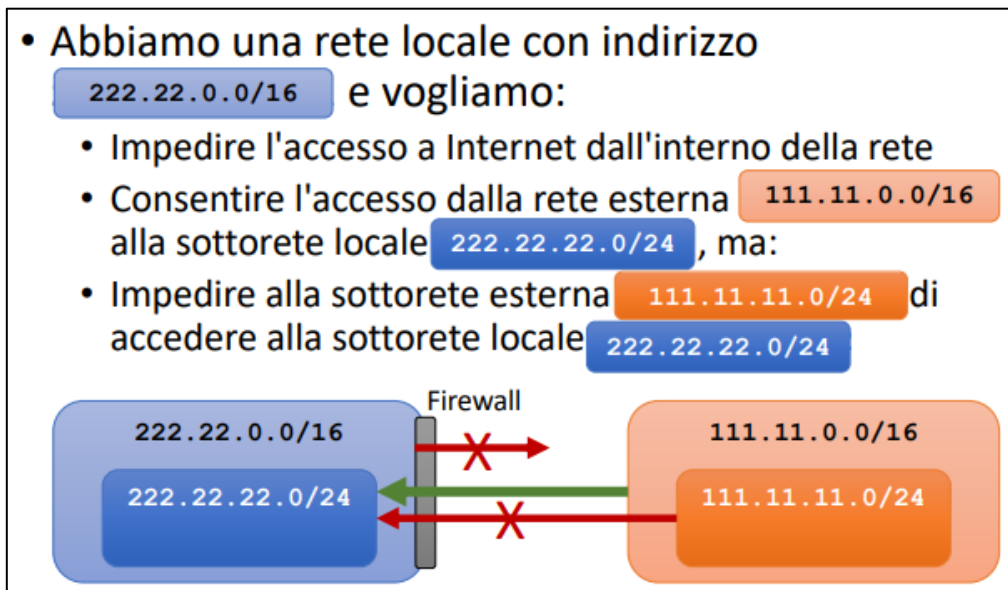 • Abbiamo una rete locale con indirizzo
222.22.0.0/16 e vogliamo:
• Impedire l'accesso a Internet dall'interno della rete
• Consentire l'accesso dalla rete esterna 111.11.0.0/16
alla sottorete locale 222.22.22.0/24 , ma:
• Impedire alla sottorete esterna 111.11.11.0/24 di
accedere alla sottorete locale 222.22.22.0/24
Firewall
222.22.0.0/16
X
111.11.0.0/16
222.22.22.0/24
111.11.11.0/24
X